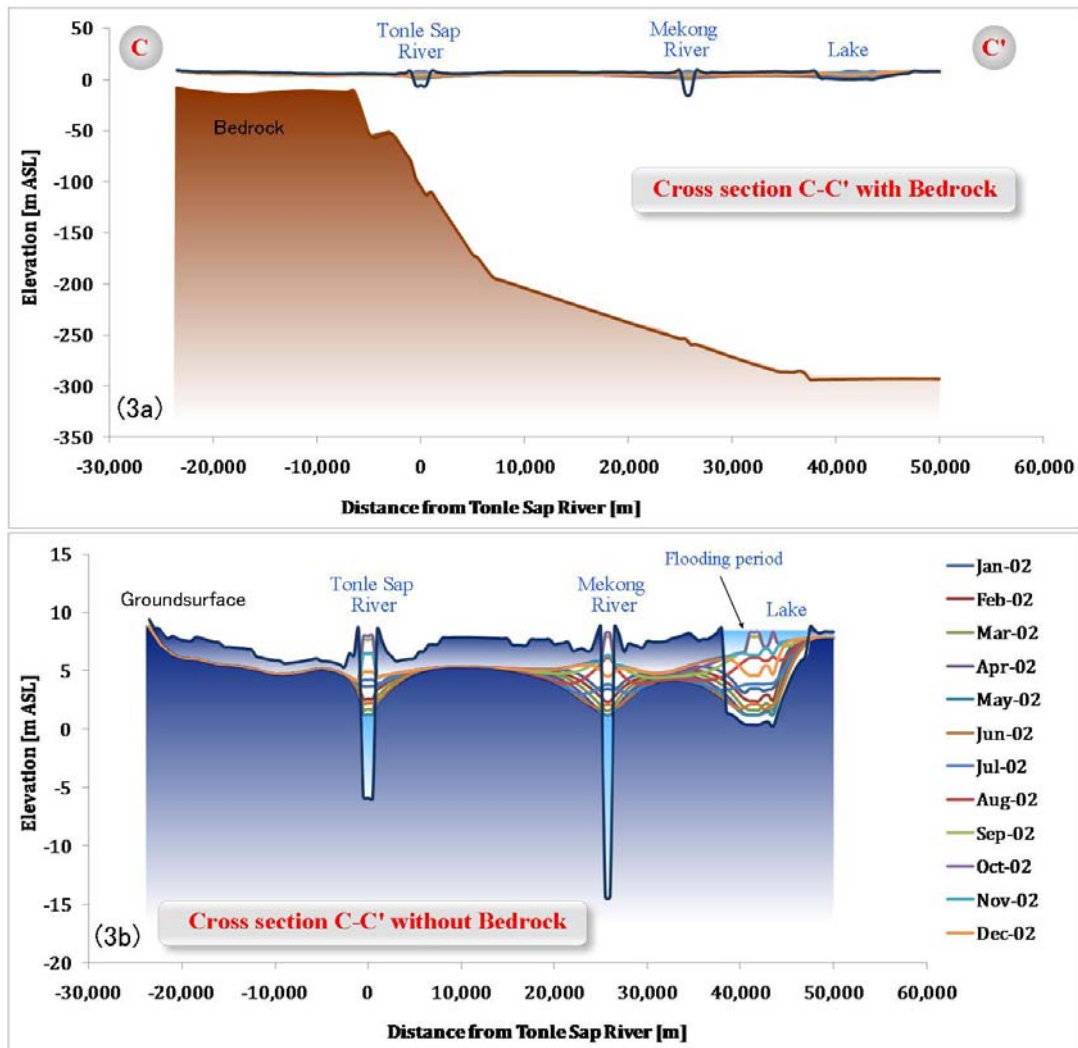 50
0
-50
-100
-150
-200
-250
-300
-350
Elevation [m ASL]
C
Tonle Sap
River
Mekong
River
Lake
C'
Bedrock
Cross section C-C' with Bedrock
(3a)
-30,000 -20,000 -10,000 0 10,000 20,000 30,000 40,000 50,000 60,000
Distance from Tonle Sap River [m]
15
10
5
0
-5
-10
-15
-20
Elevation [m ASL]
Groundsurface
Tonle Sap
River
Mekong
River
Flooding period
Lake
Jan-02
Feb-02
Mar-02
Apr-02
May-02
Jun-02
Jul-02
Aug-02
Sep-02
Oct-02
Nov-02
Dec-02
Cross section C-C' without Bedrock
(3b)
-30,000 -20,000 -10,000 0 10,000 20,000 30,000 40,000 50,000 60,000
Distance from Tonle Sap River [m]